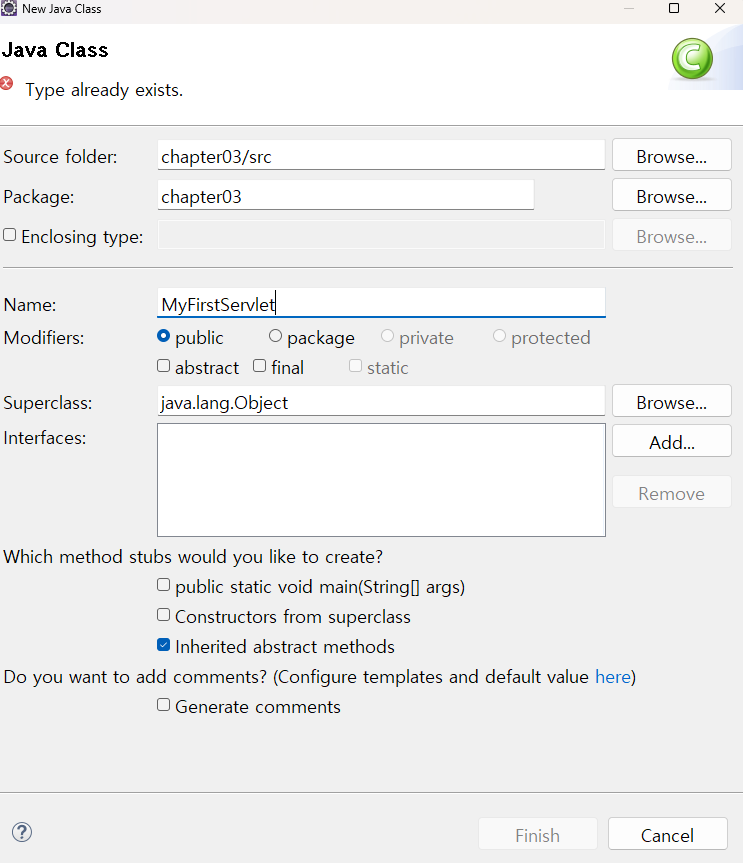 New Java Class
Java Class
Type already exists.
Source folder: chapter03/src Browse...
Package: chapter03 Browse...
Enclosing type: Browse...
Name: MyFirstServlet
Modifiers: public package private protected
abstract final static
Superclass: java.lang.Object Browse...
Interfaces: Add...
Remove
Which method stubs would you like to create?
public static void main(String[] args)
Constructors from superclass
Inherited abstract methods
Do you want to add comments? (Configure templates and default value here)
Generate comments
? Finish Cancel